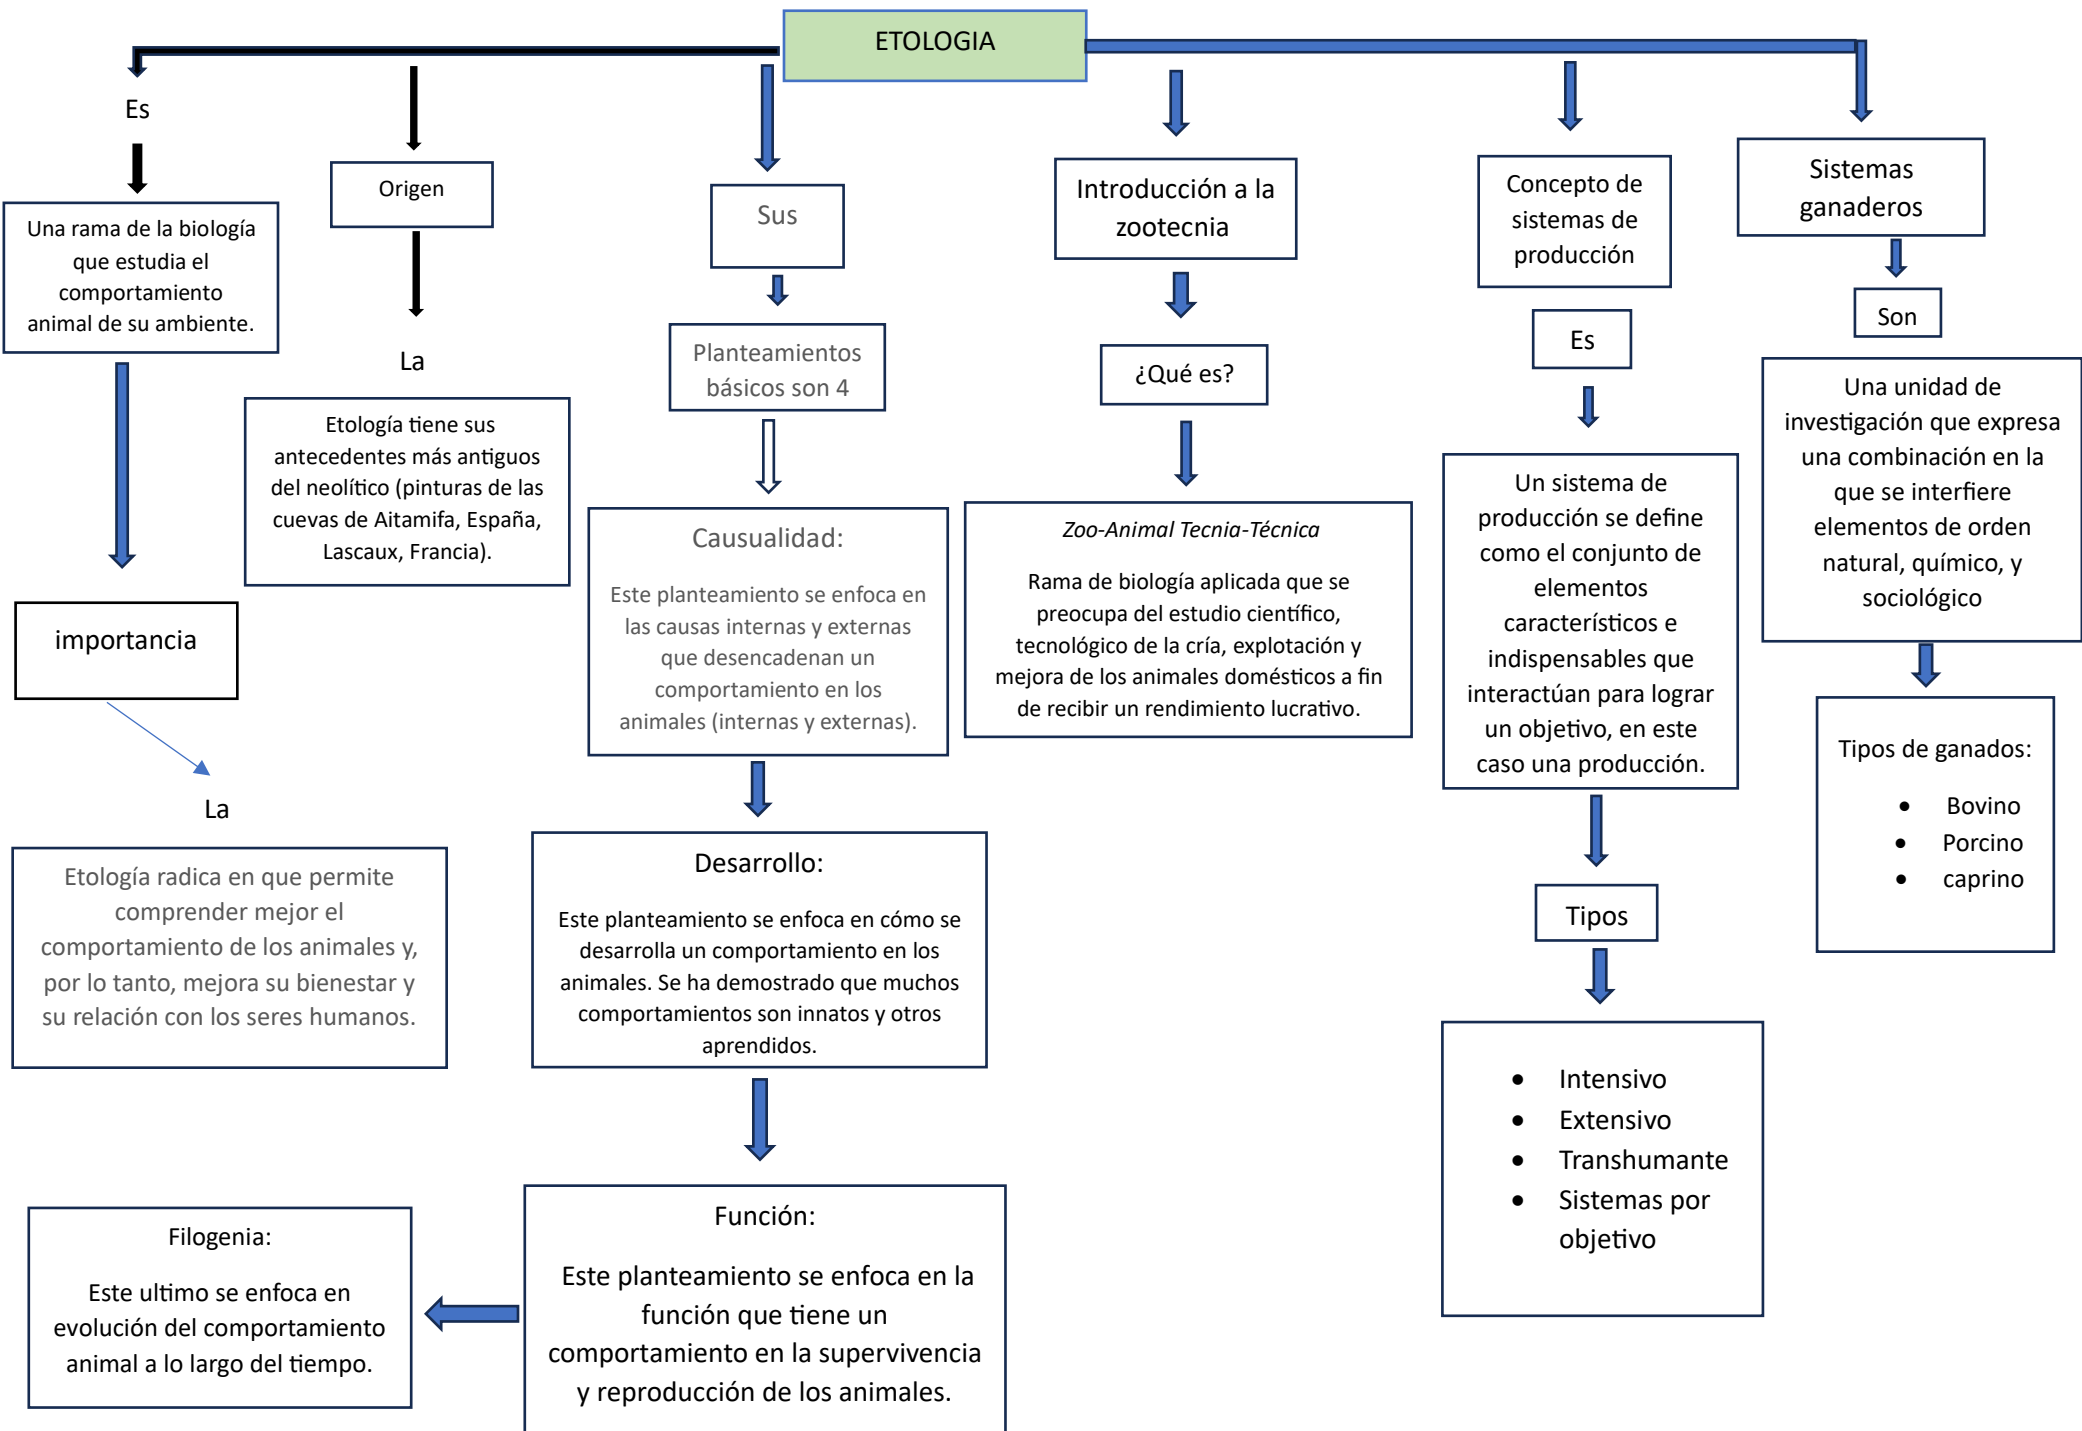 ETOLOGIA
Es
Una rama de la biología
que estudia el
comportamiento
animal de su ambiente.
importancia
La
Etología radica en que permite
comprender mejor el
comportamiento de los animales y,
por lo tanto, mejora su bienestar y
su relación con los seres humanos.
Origen
La
Etología tiene sus
antecedentes más antiguos
del neolítico (pinturas de las
cuevas de Aitamifa, España,
Lascaux, Francia).
Sus
Planteamientos
básicos son 4
Causualidad:
Este planteamiento se enfoca en
las causas internas y externas
que desencadenan un
comportamiento en los
animales (internas y externas).
Desarrollo:
Este planteamiento se enfoca en cómo se
desarrolla un comportamiento en los
animales. Se ha demostrado que muchos
comportamientos son innatos y otros
aprendidos.
Función:
Este planteamiento se enfoca en la
función que tiene un
comportamiento en la supervivencia
y reproducción de los animales.
Filogenia:
Este ultimo se enfoca en
evolución del comportamiento
animal a lo largo del tiempo.
Introducción a la
zootecnia
¿Qué es?
Zoo-Animal Tecnia-Técnica
Rama de biología aplicada que se
preocupa del estudio científico,
tecnológico de la cría, explotación y
mejora de los animales domésticos a fin
de recibir un rendimiento lucrativo.
Concepto de
sistemas de
producción
Es
Un sistema de
producción se define
como el conjunto de
elementos
característicos e
indispensables que
interactúan para lograr
un objetivo, en este
caso una producción.
Tipos
• Intensivo
• Extensivo
• Transhumante
• Sistemas por
objetivo
Sistemas
ganaderos
Son
Una unidad de
investigación que expresa
una combinación en la
que se interfiere
elementos de orden
natural, químico, y
sociológico
Tipos de ganados:
• Bovino
• Porcino
• caprino